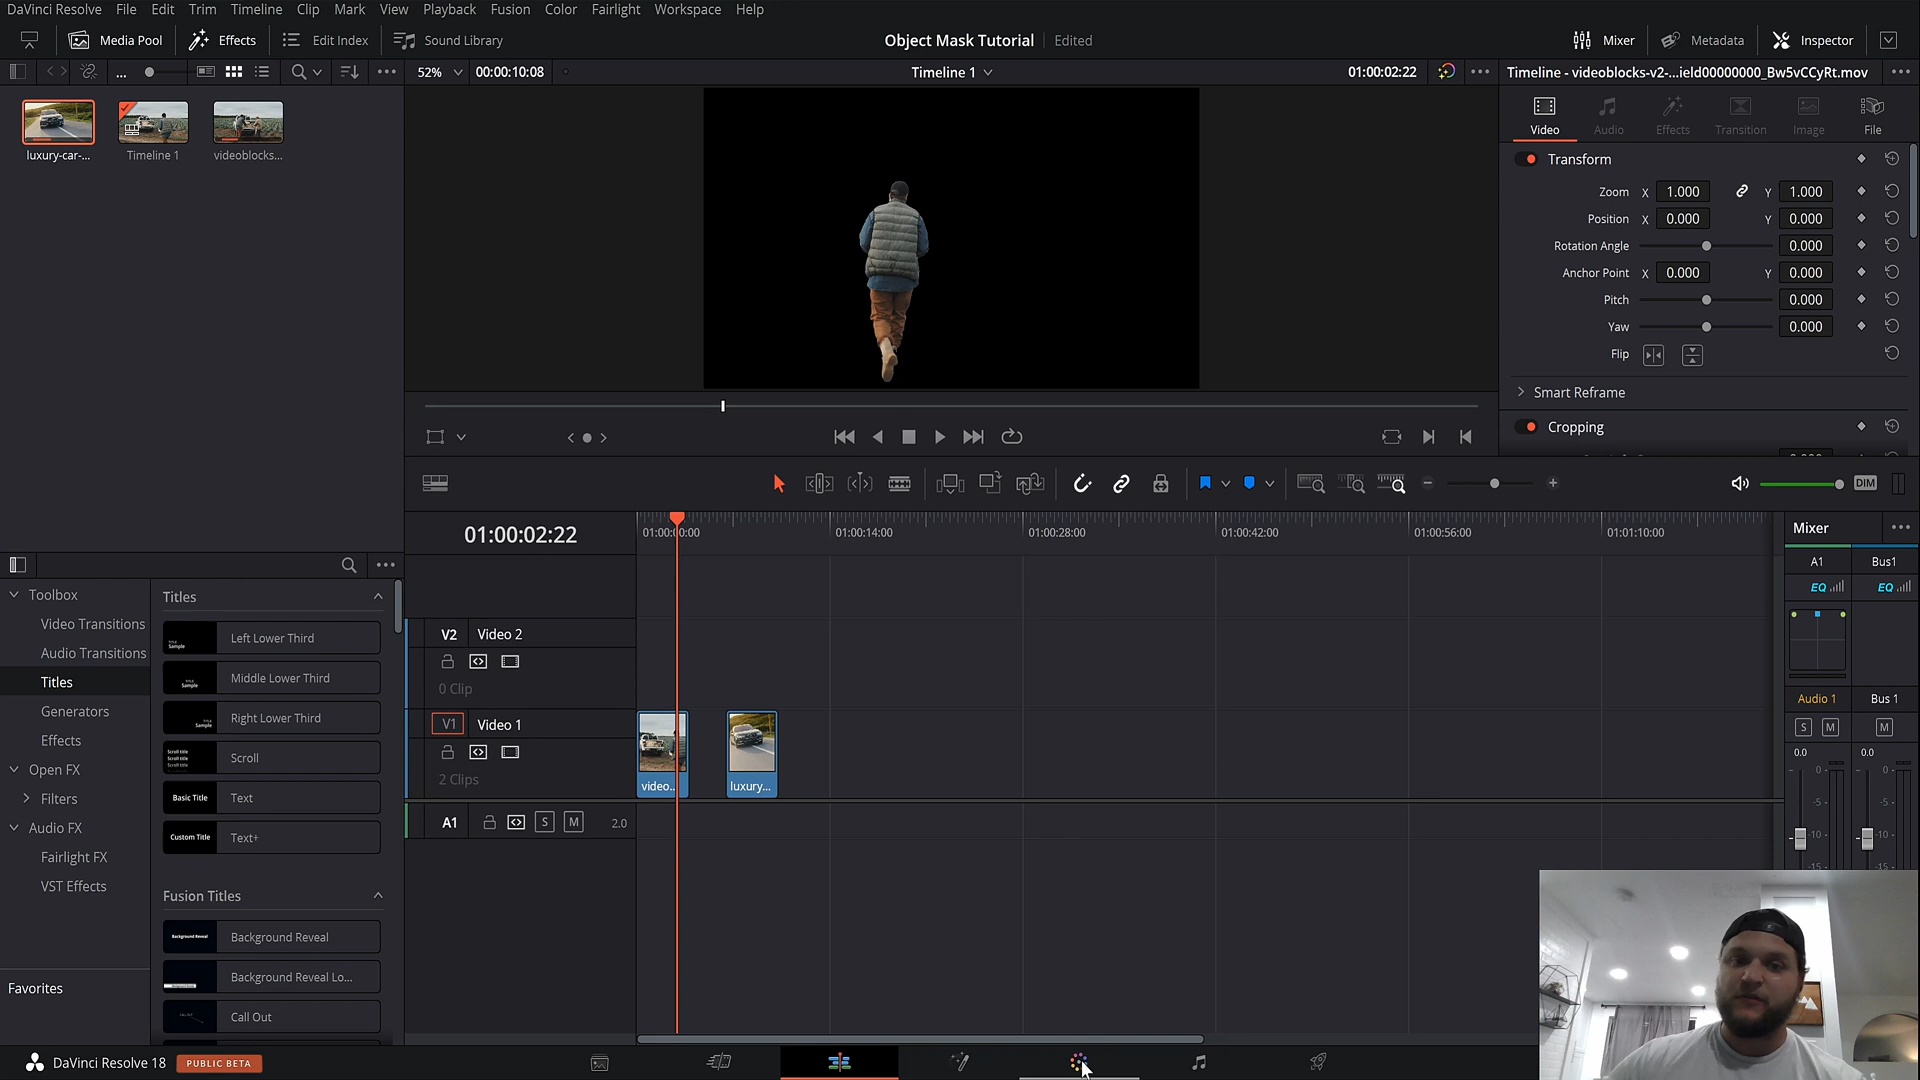 DaVinci Resolve File Edit Trim Timeline Clip Mark View Playback Fusion Color Fairlight Workspace Help
Media Pool Effects Edit Index Sound Library Object Mask Tutorial Edited Mixer Metadata Inspector
52% 00:00:10:08 Timeline 1 01:00:02:22 Timeline - videoblocks-v2-...ield00000000_Bw5vCCyRt.mov
luxury-car-... Timeline 1 videoblocks...
Video Audio Effects Transition Image File
Transform
Zoom X 1.000 Y 1.000
Position X 0.000 Y 0.000
Rotation Angle 0.000
Anchor Point X 0.000 Y 0.000
Pitch 0.000
Yaw 0.000
Flip
Smart Reframe
Cropping
DIM
01:00:02:22
01:00:00:00 01:00:14:00 01:00:28:00 01:00:42:00 01:00:56:00 01:01:10:00
Mixer
A1 Bus1
EQ EQ
Audio 1 Bus 1
S M M
0.0 0.0
0 0
-5 -5
-10 -10
-15 -15
V2 Video 2
0 Clip
V1 Video 1
2 Clips
video... luxury...
A1 S M 2.0
Toolbox
Video Transitions
Audio Transitions
Titles
Generators
Effects
Open FX
Filters
Audio FX
Fairlight FX
VST Effects
Favorites
Titles
Left Lower Third
Middle Lower Third
Right Lower Third
Scroll
Basic Title Text
Custom Title Text+
Fusion Titles
Background Reveal Background Reveal
Background Reveal Lo...
Call Out
DaVinci Resolve 18 PUBLIC BETA